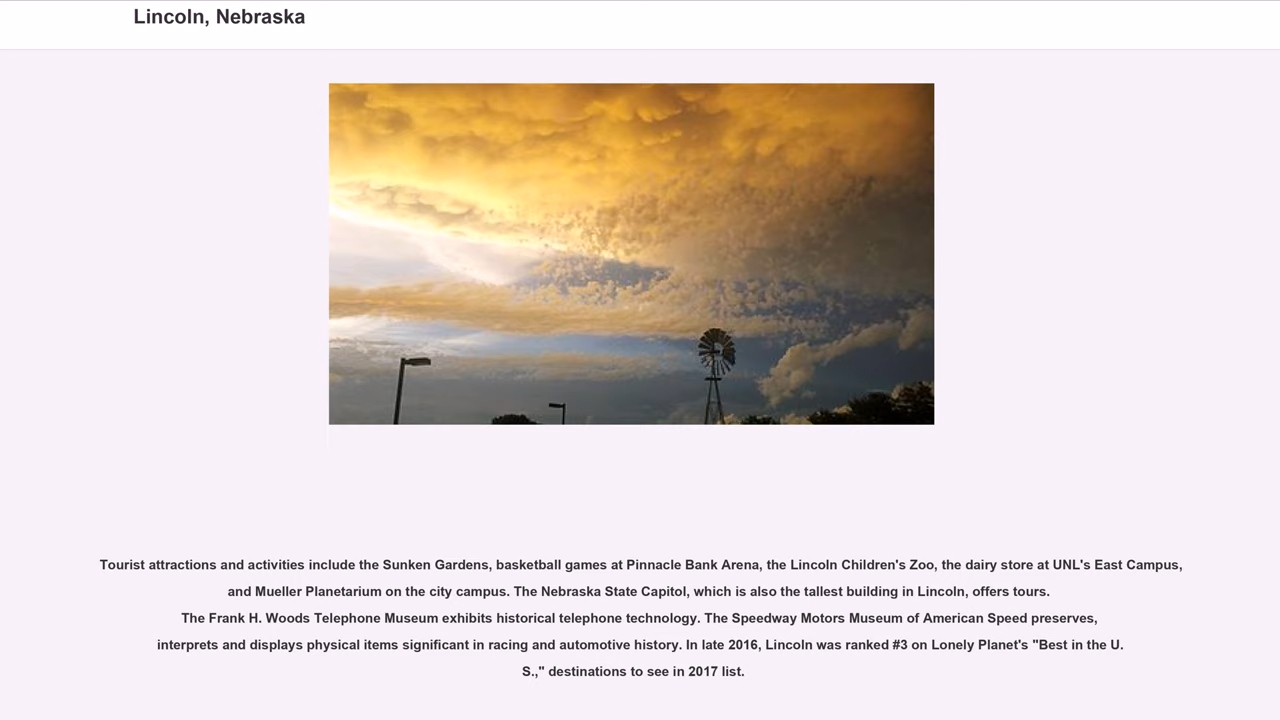 Lincoln, Nebraska
Tourist attractions and activities include the Sunken Gardens, basketball games at Pinnacle Bank Arena, the Lincoln Children's Zoo, the dairy store at UNL's East Campus,
and Mueller Planetarium on the city campus. The Nebraska State Capitol, which is also the tallest building in Lincoln, offers tours.
The Frank H. Woods Telephone Museum exhibits historical telephone technology. The Speedway Motors Museum of American Speed preserves,
interprets and displays physical items significant in racing and automotive history. In late 2016, Lincoln was ranked #3 on Lonely Planet's "Best in the U.
S.," destinations to see in 2017 list.